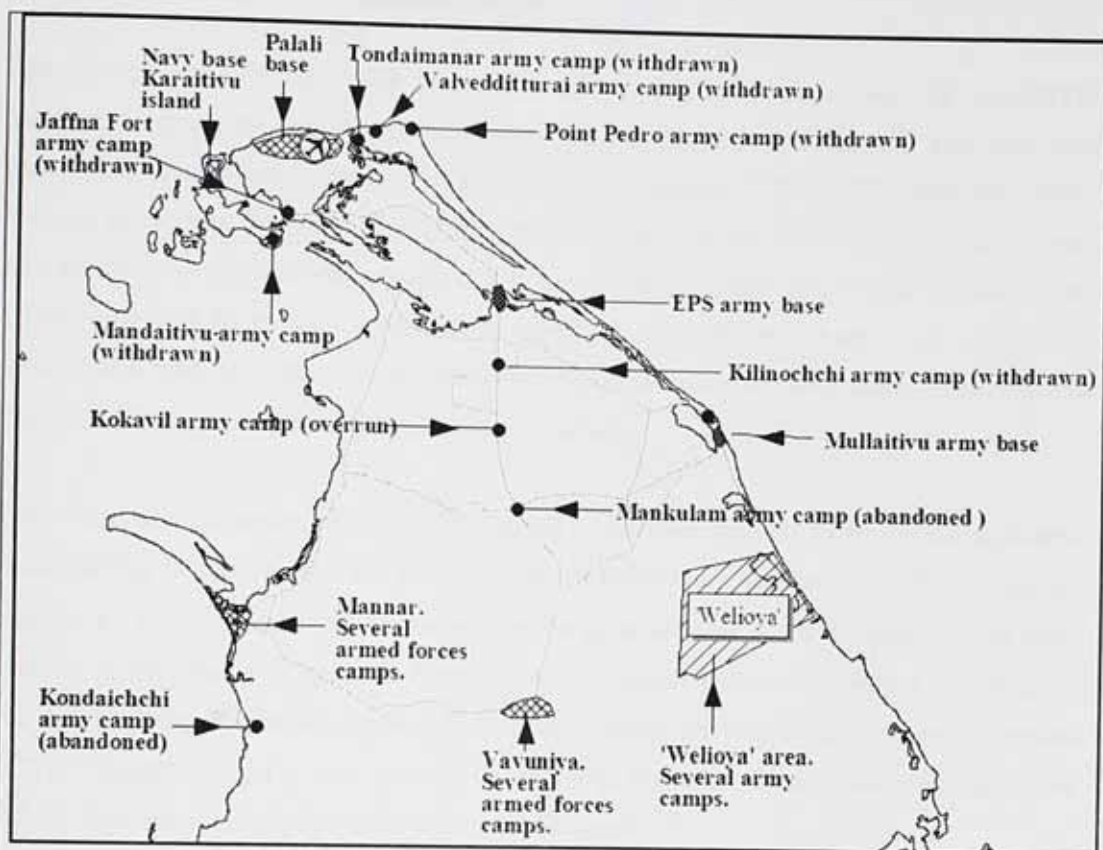 Navy base
Karaitivu
island
Palali
base
Tondaimanar army camp (withdrawn)
Valvedditturai army camp (withdrawn)
Jaffna Fort
army camp
(withdrawn)
Point Pedro army camp (withdrawn)
EPS army base
Mandaitivu-army camp
(withdrawn)
Kilinochchi army camp (withdrawn)
Kokavil army camp (overrun)
Mullaitivu army base
Mankulam army camp (abandoned )
'Welioya'
Mannar.
Several
armed forces
camps.
Kondaichchi
army camp
(abandoned)
Vavuniya.
Several
armed forces
camps.
'Welioya' area.
Several army
camps.